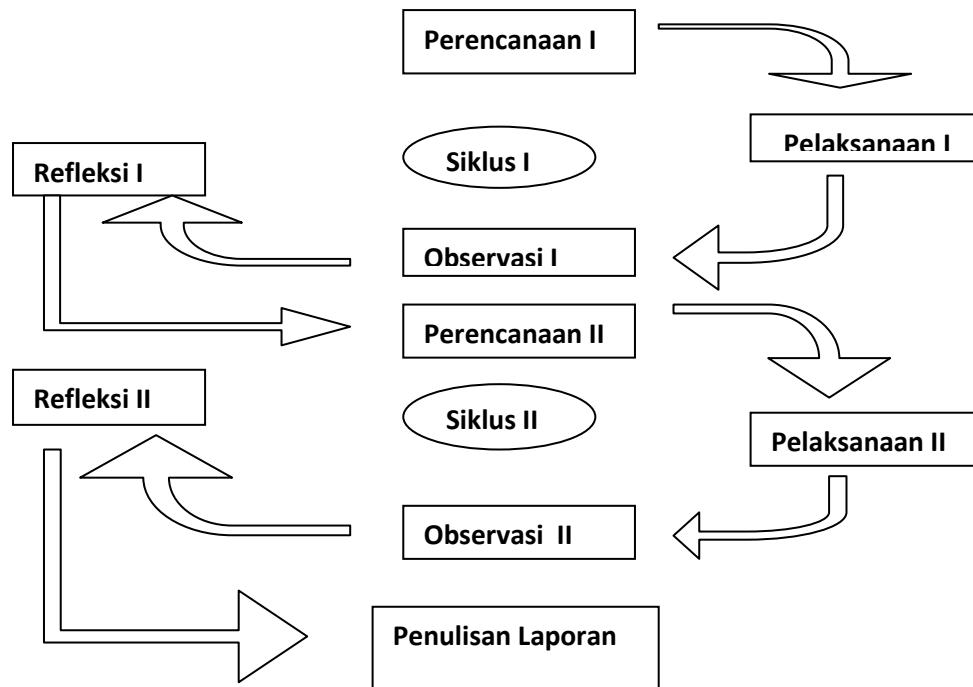 Perencanaan I
Pelaksanaan I
Refleksi I
Siklus I
Observasi I
Perencanaan II
Refleksi II
Siklus II
Pelaksanaan II
Observasi  II
Penulisan Laporan